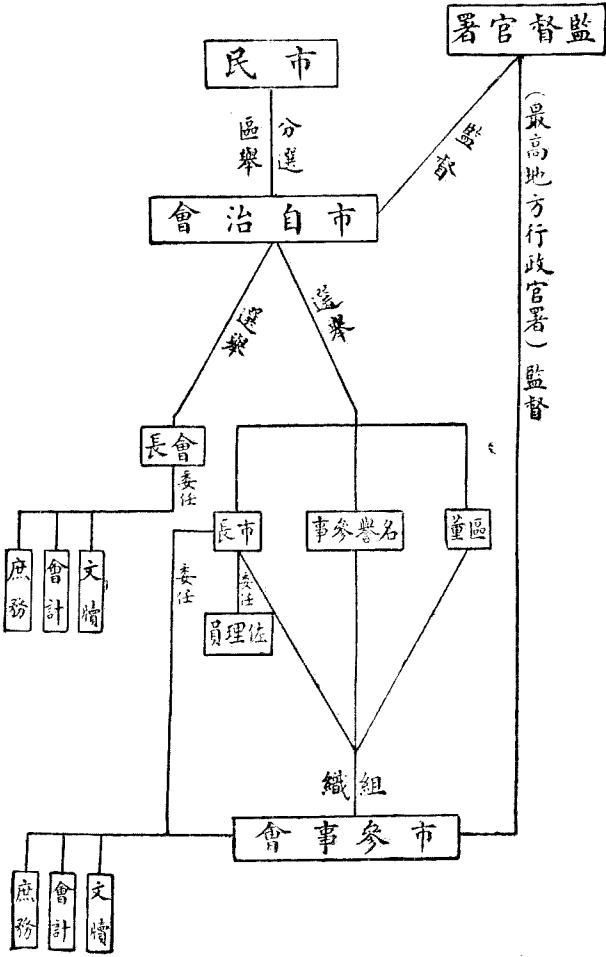 監督官署
市民
分區
選舉
監督
(最高地方行政官署)監督
市自治會
選舉
選舉
會長
委任
文牘
會計
庶務
區董
名譽參事
市長
委任
委任
佐理員
組織
市參事會
文牘
會計
庶務